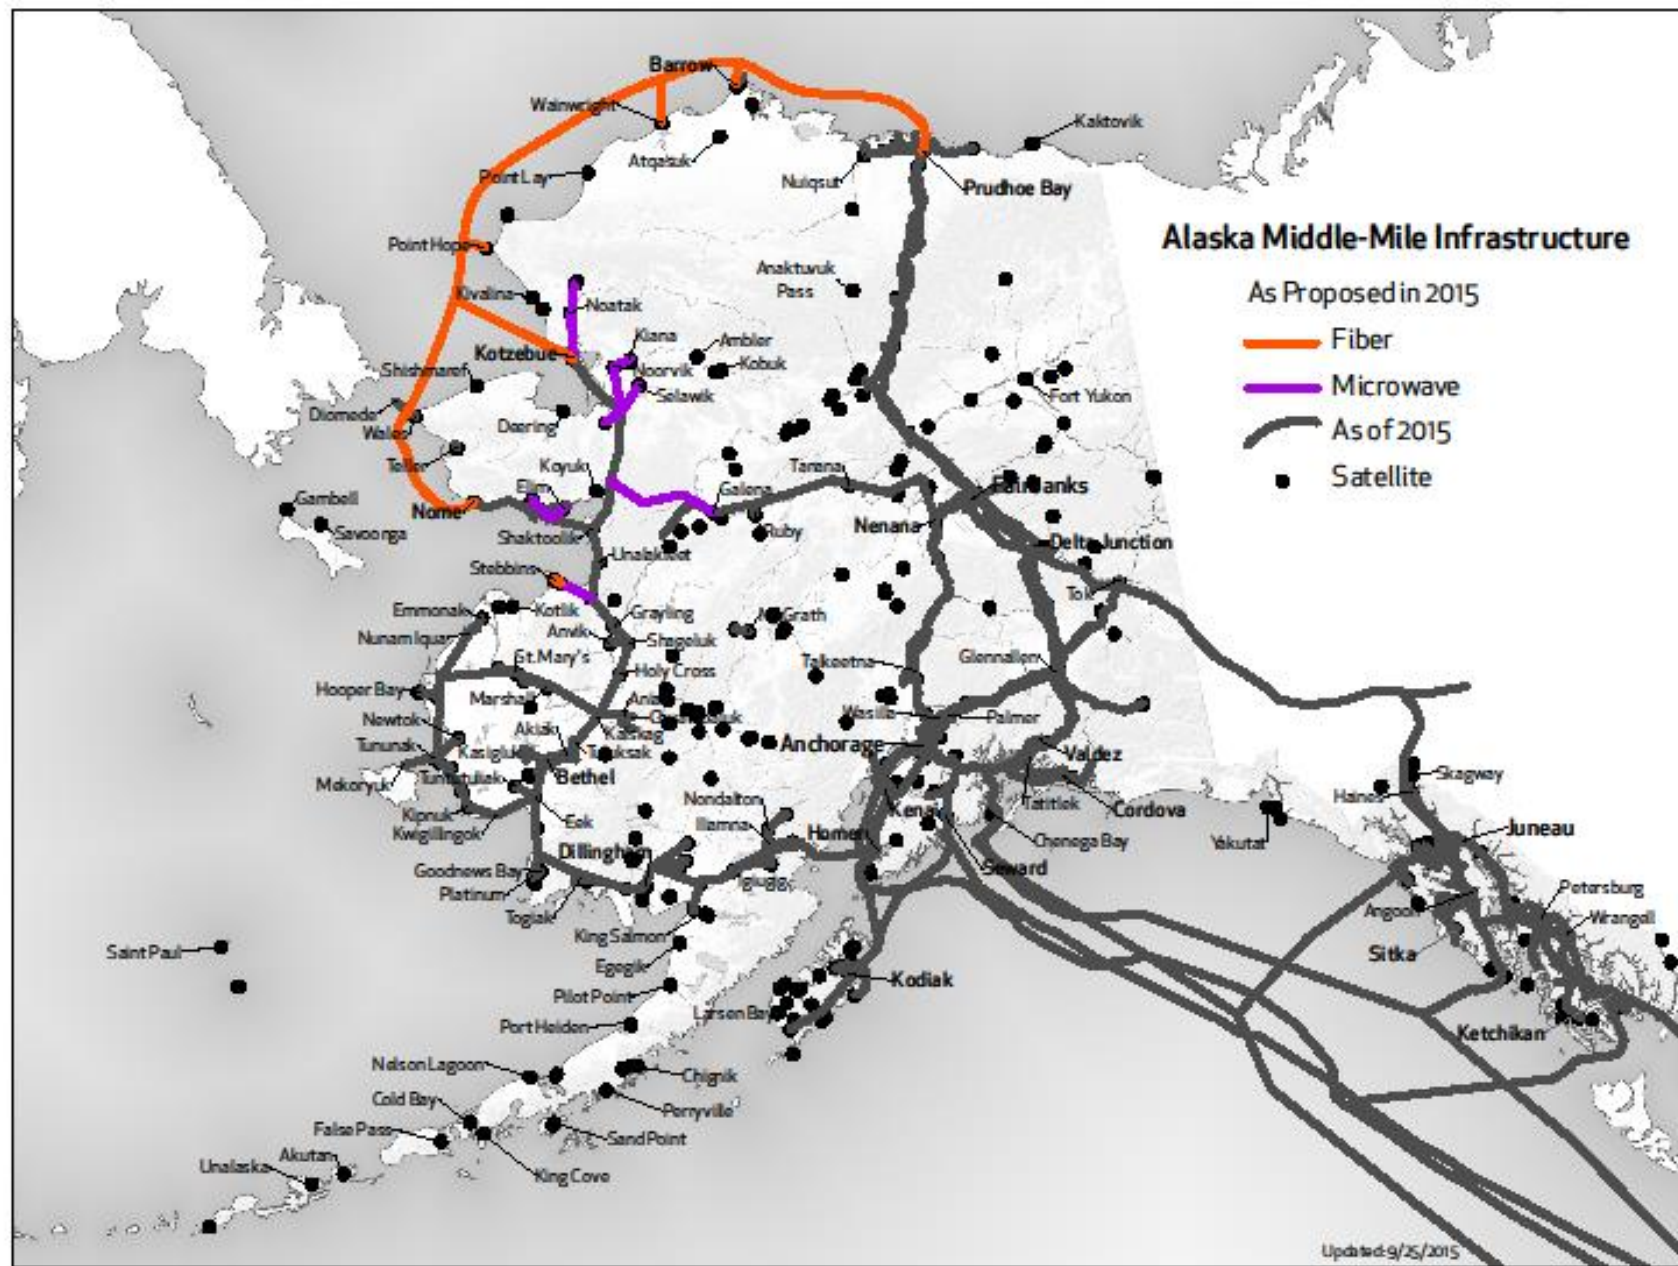 Barrow
Wainwright
Kaktovik
Atqasuk
Point Lay
Nuiqsut
Prudhoe Bay
Alaska Middle-Mile Infrastructure
Point Hope
As Proposed in 2015
Anaktuvuk
Pass
Kivalina
Noatak
Fiber
Kiana
Ambler
Kotzebue
Kobuk
Noorvik
Shishmaref
Selawik
Microwave
Fort Yukon
Diomede
Wales
Deering
As of 2015
Teller
Koyuk
Tanana
Satellite
Elim
Galena
Fairbanks
Gambell
Nome
Nenana
Savoonga
Shaktoolik
Ruby
Delta Junction
Unalakleet
Stebbins
Tok
Emmonak
Kotlik
Grayling
McGrath
Nunam Iqua
Anvik
Shageluk
St. Mary's
Talkeetna
Glennallen
Holy Cross
Hooper Bay
Marshall
Wasilla
Palmer
Newtok
Akiak
Kalskag
Tununak
Kasigluk
Tuluksak
Anchorage
Valdez
Mekoryuk
Tuntutuliak
Bethel
Skagway
Nondalton
Tatitlek
Cordova
Haines
Kipnuk
Iliamna
Kenai
Kwigillingok
Eek
Homer
Chenega Bay
Yakutat
Juneau
Dillingham
Goodnews Bay
Igiugig
Seward
Platinum
Petersburg
Togiak
Angoon
Wrangell
King Salmon
Saint Paul
Sitka
Egegik
Kodiak
Pilot Point
Larsen Bay
Port Heiden
Ketchikan
Nelson Lagoon
Chignik
Cold Bay
Perryville
False Pass
Sand Point
Akutan
Unalaska
King Cove
Updated: 9/25/2015